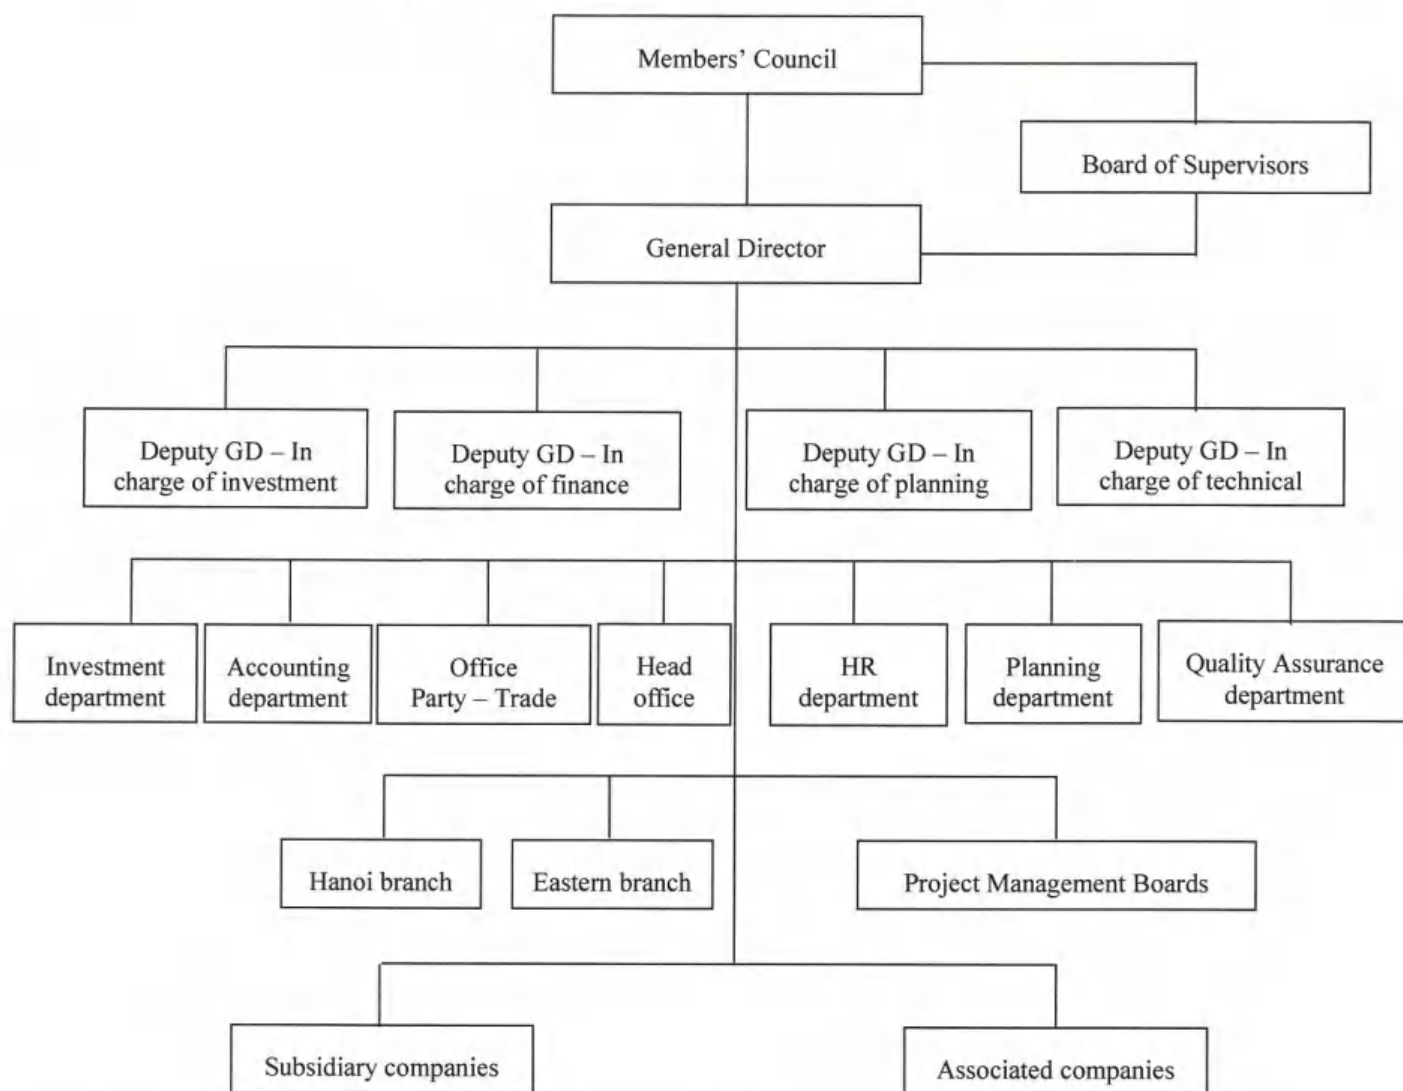 Members' Council
Board of Supervisors
General Director
Deputy GD – In
charge of investment
Deputy GD – In
charge of finance
Deputy GD – In
charge of planning
Deputy GD – In
charge of technical
Investment
department
Accounting
department
Office
Party – Trade
Head
office
HR
department
Planning
department
Quality Assurance
department
Hanoi branch
Eastern branch
Project Management Boards
Subsidiary companies
Associated companies